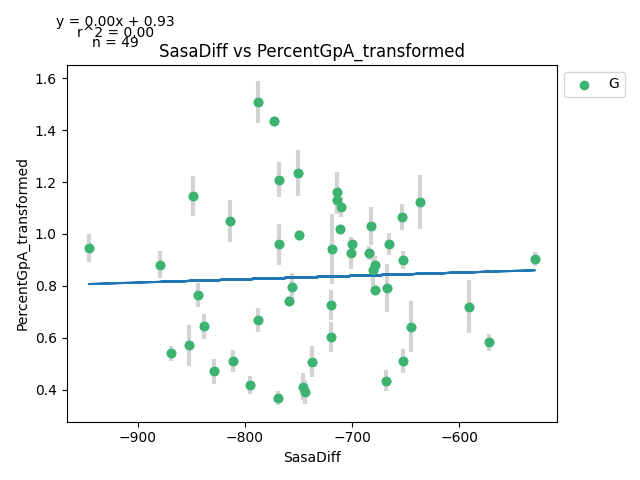 y = 0.00x + 0.93
r^2 = 0.00
n = 49
SasaDiff vs PercentGpA_transformed
G
1.6
1.4
1.2
1.0
0.8
0.6
0.4
PercentGpA_transformed
−900 −800 −700 −600
SasaDiff